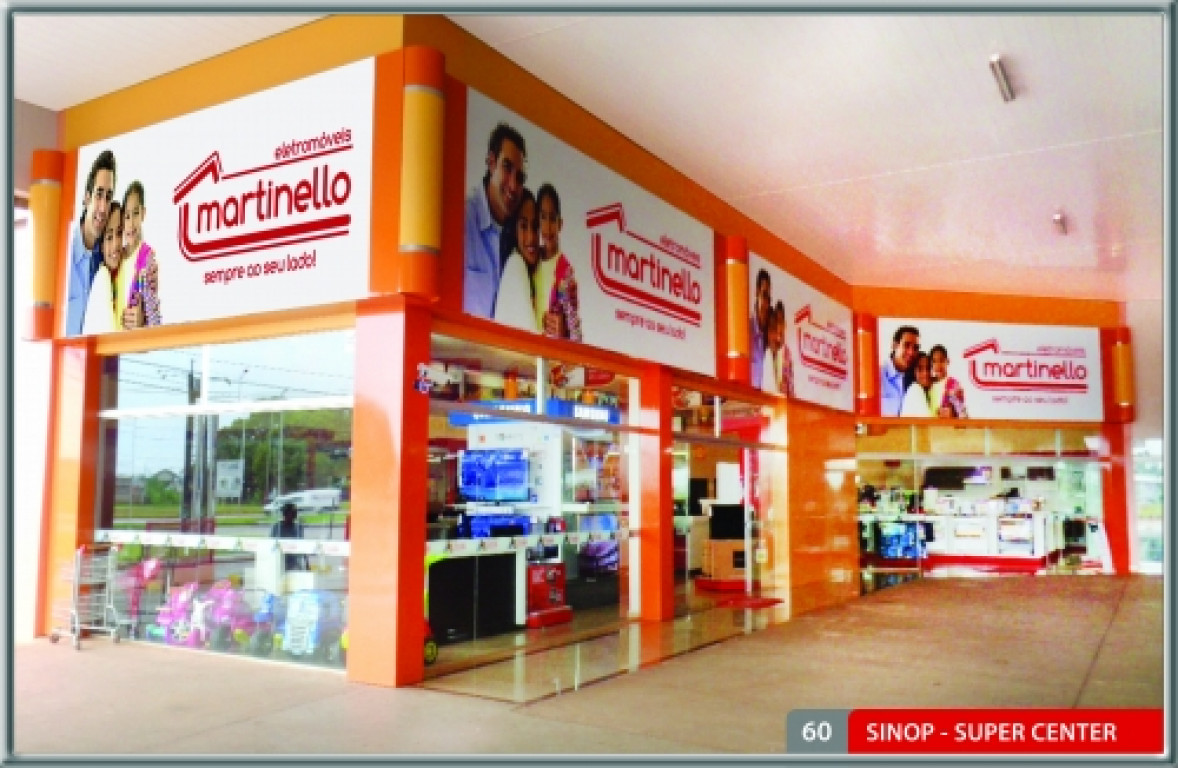 eletromóveis
martinello
sempre ao seu lado!
eletromóveis
martinello
sempre ao seu lado!
martinello
eletromóveis
martinello
sempre ao seu lado!
60 SINOP - SUPER CENTER